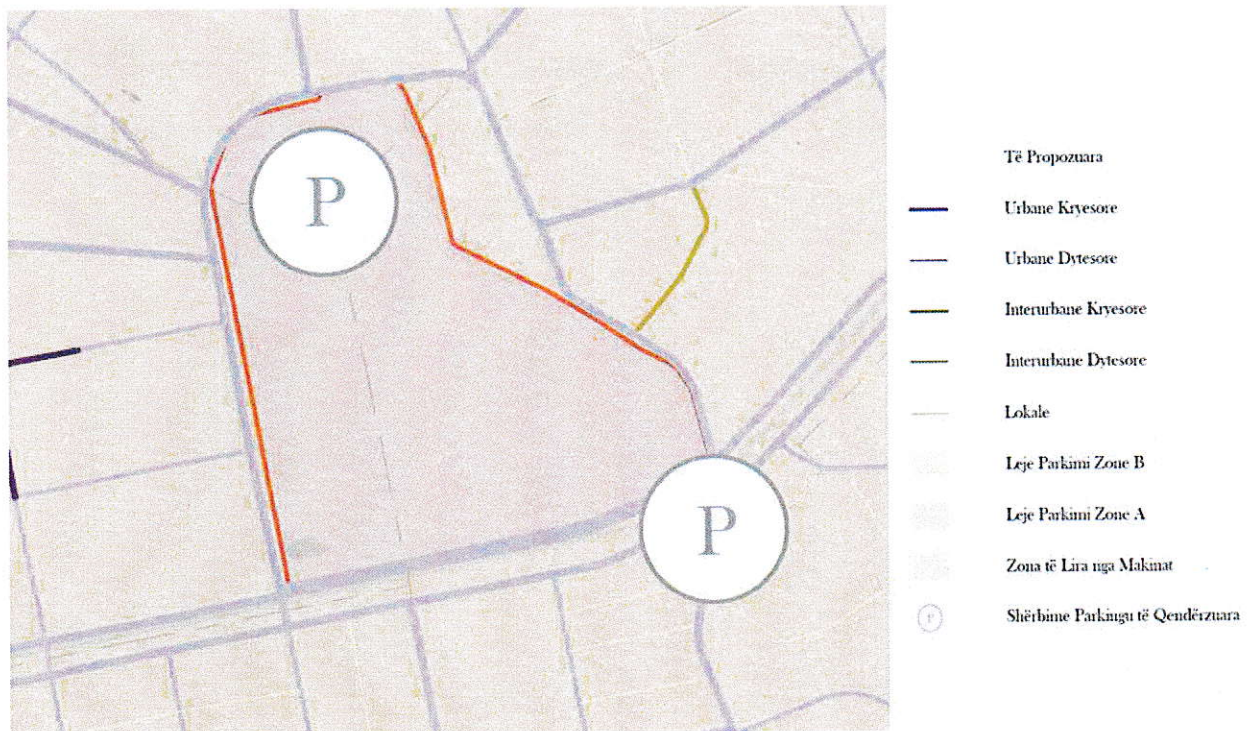 P
P
Të Propozuara
Urbane Kryesore
Urbane Dytesore
Interurbane Kryesore
Interurbane Dytesore
Lokale
Leje Parkimi Zone B
Leje Parkimi Zone A
Zona të Lira nga Makinat
P Shërbime Parkingu të Qendërzuara